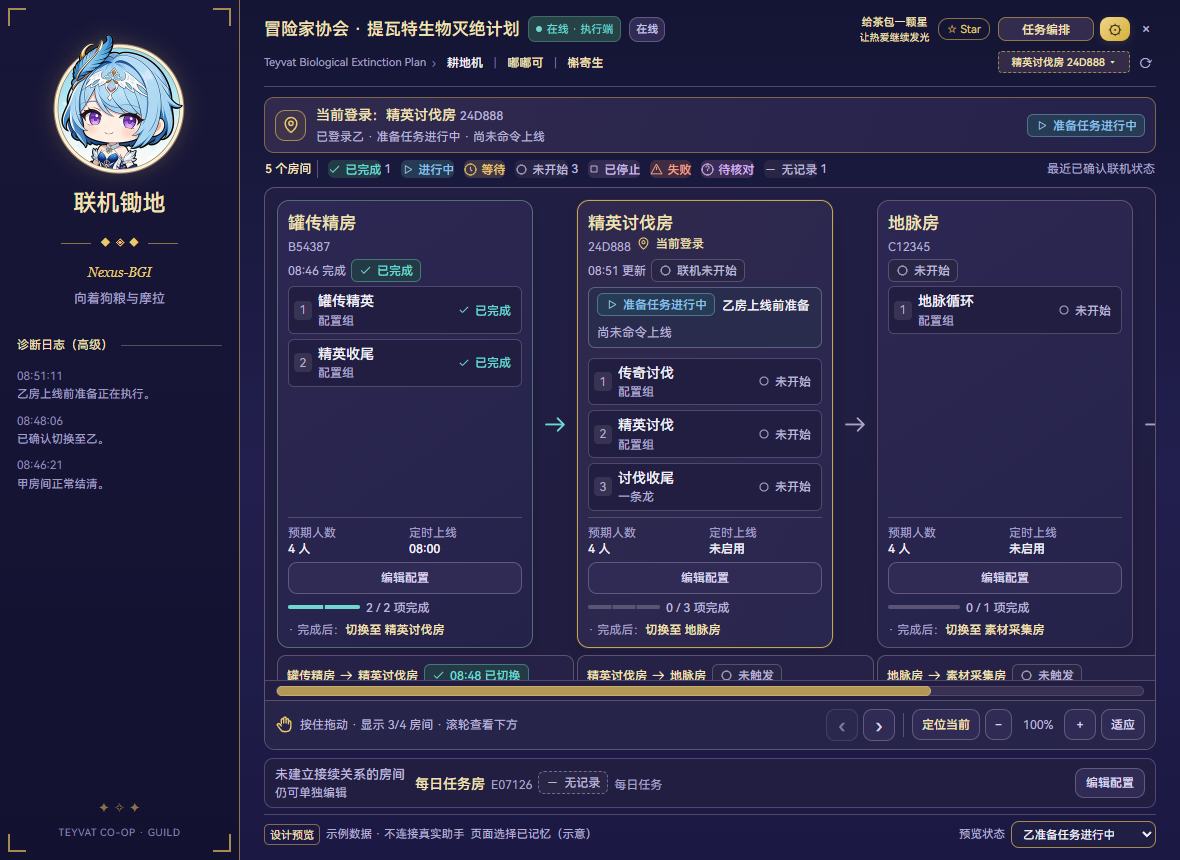 联机锄地
Nexus-BGI
向着狗粮与摩拉
诊断日志（高级）
08:51:11
乙房上线前准备正在执行。
08:48:06
已确认切换至乙。
08:46:21
甲房间正常结清。
TEYVAT CO-OP · GUILD
冒险家协会 · 提瓦特生物灭绝计划 在线 · 执行端 在线
给茶包一颗星
让热爱继续发光
☆ Star 任务编排 ×
Teyvat Biological Extinction Plan › 耕地机 | 嘟嘟可 | 槲寄生
精英讨伐房 24D888
当前登录：精英讨伐房 24D888
已登录乙 · 准备任务进行中 · 尚未命令上线
准备任务进行中
5 个房间 已完成 1 进行中 等待 未开始 3 已停止 失败 待核对 无记录 1 最近已确认联机状态
罐传精房
B54387
08:46 完成 已完成
1 罐传精英 配置组 已完成
2 精英收尾 配置组 已完成
预期人数 定时上线
4 人 08:00
编辑配置
2 / 2 项完成
· 完成后：切换至 精英讨伐房
精英讨伐房
24D888 当前登录
08:51 更新 联机未开始
准备任务进行中 乙房上线前准备
尚未命令上线
1 传奇讨伐 配置组 未开始
2 精英讨伐 配置组 未开始
3 讨伐收尾 一条龙 未开始
预期人数 定时上线
4 人 未启用
编辑配置
0 / 3 项完成
· 完成后：切换至 地脉房
地脉房
C12345
未开始
1 地脉循环 配置组 未开始
预期人数 定时上线
4 人 未启用
编辑配置
0 / 1 项完成
· 完成后：切换至 素材采集房
罐传精房 → 精英讨伐房 08:48 已切换
精英讨伐房 → 地脉房 未触发
地脉房 → 素材采集房 未触发
按住拖动 · 显示 3/4 房间 · 滚轮查看下方
‹ › 定位当前 − 100% + 适应
未建立接续关系的房间
仍可单独编辑
每日任务房 E07126 无记录 每日任务
编辑配置
设计预览 示例数据 · 不连接真实助手 页面选择已记忆（示意）
预览状态 乙准备任务进行中